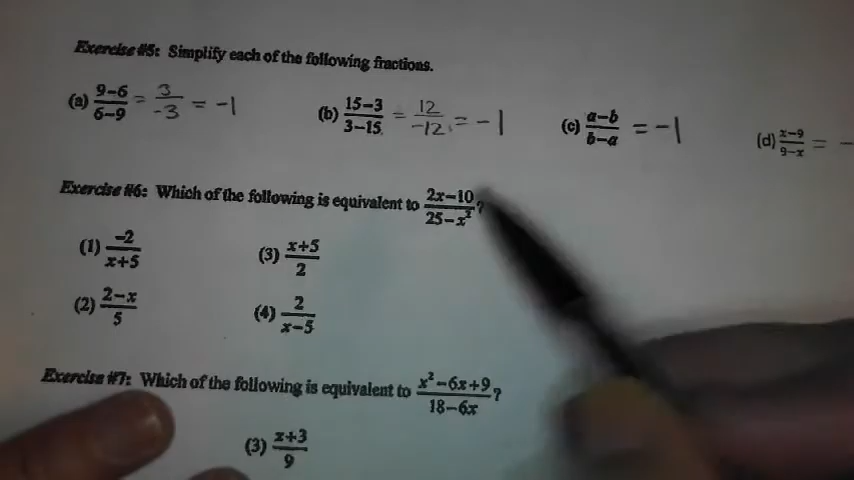 Exercise #5: Simplify each of the following fractions.
(a) 9-6/6-9 = 3/-3 = -1 (b) 15-3/3-15 = 12/-12 = -1 (c) a-b/b-a = -1 (d) x-9/9-x = -
Exercise #6: Which of the following is equivalent to 2x-10/25-x²?
(1) -2/x+5 (3) x+5/2
(2) 2-x/5 (4) 2/x-5
Exercise #7: Which of the following is equivalent to x²-6x+9/18-6x?
(3) x+3/9